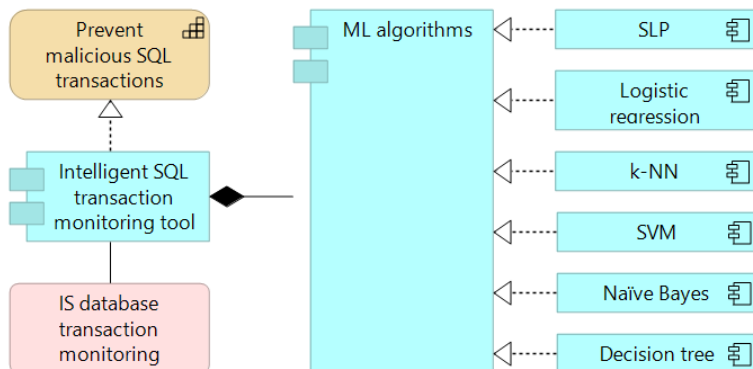 Prevent
malicious SQL
transactions
Intelligent SQL
transaction
monitoring tool
IS database
transaction
monitoring
ML algorithms
SLP
Logistic
regression
k-NN
SVM
Naïve Bayes
Decision tree